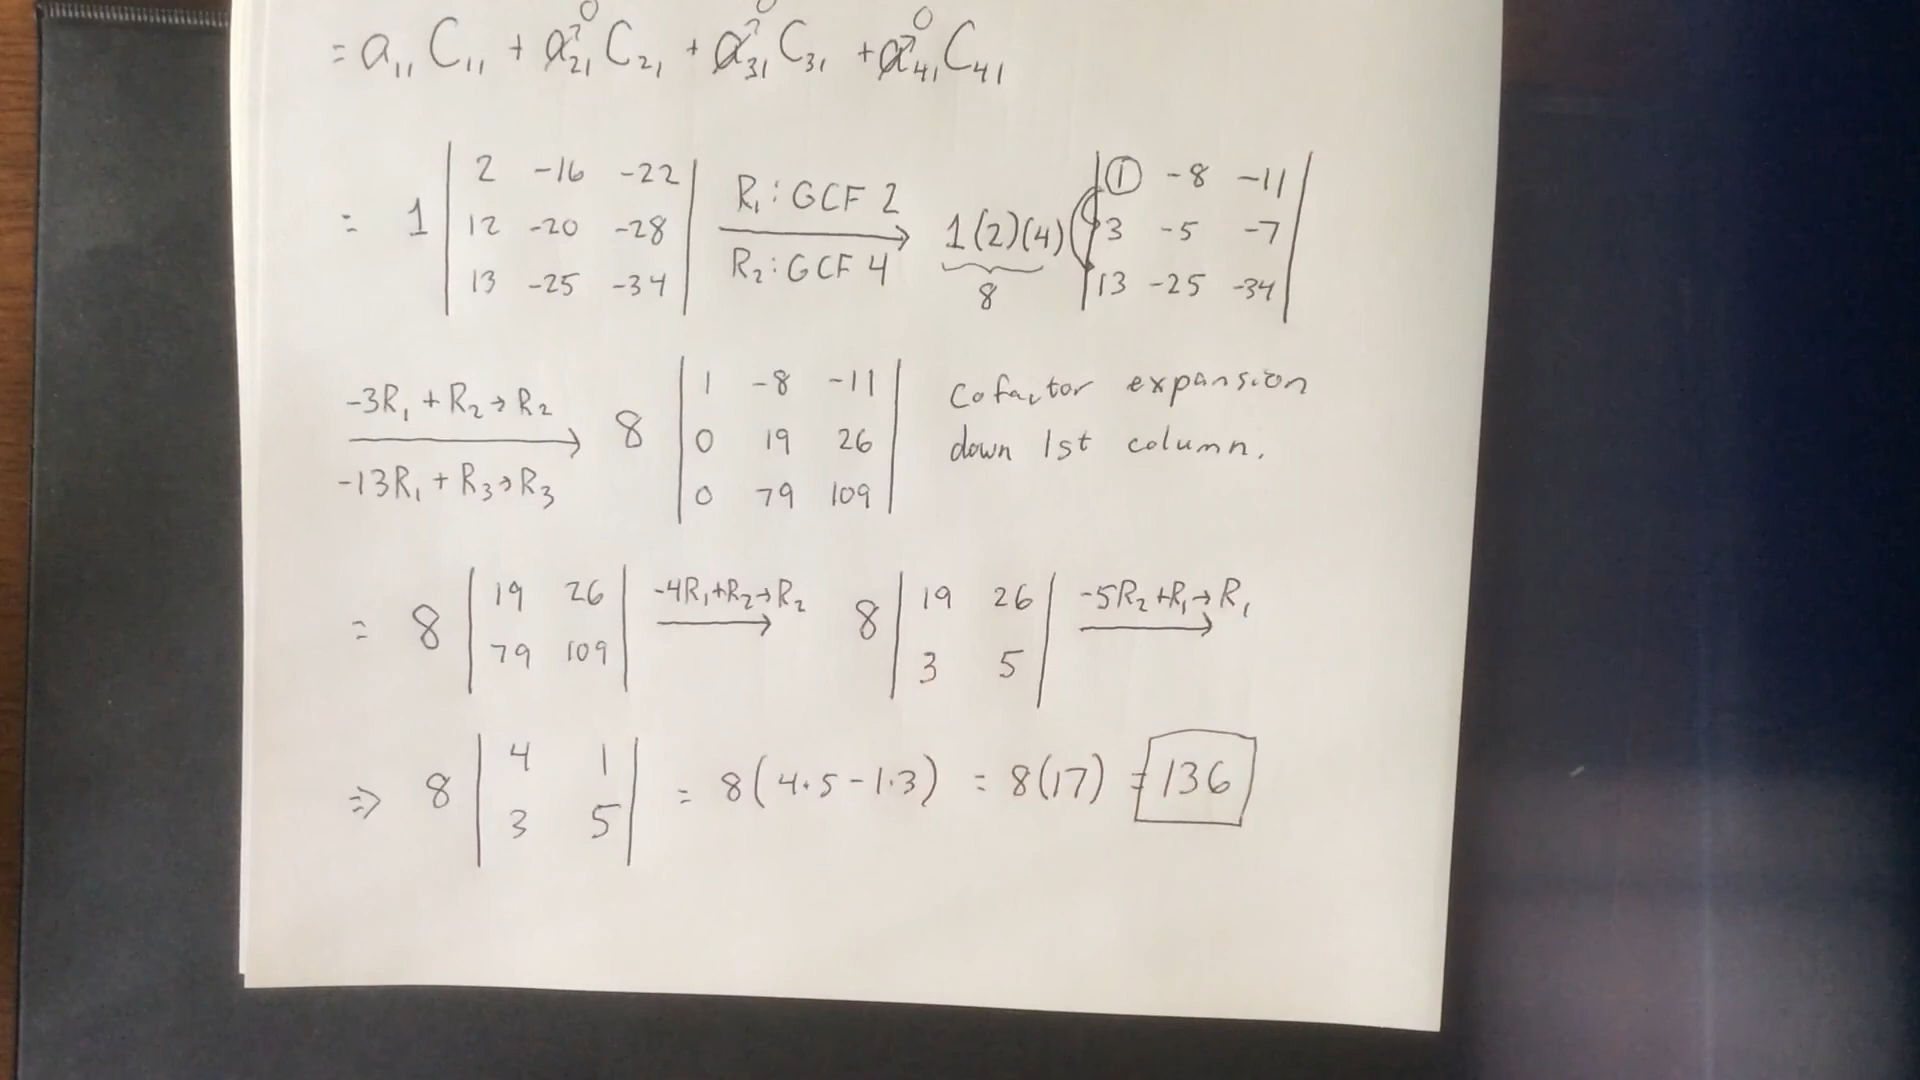 = a₁₁ C₁₁ + a₂₁⁰ C₂₁ + a₃₁⁰ C₃₁ + a₄₁⁰ C₄₁
= 1 | 2 -16 -22 | R₁ : GCF 2 1(2)(4) | 1 -8 -11 |
| 12 -20 -28 | R₂ : GCF 4 8 | 3 -5 -7 |
| 13 -25 -34 | | 13 -25 -34 |
-3R₁ + R₂ → R₂ 8 | 1 -8 -11 | Cofactor expansion
-13R₁ + R₃ → R₃ | 0 19 26 | down 1st column.
| 0 79 109 |
= 8 | 19 26 | -4R₁+R₂→R₂ 8 | 19 26 | -5R₂+R₁→R₁
| 79 109 | | 3 5 |
⇒ 8 | 4 1 | = 8(4·5-1·3) = 8(17) = 136
| 3 5 |